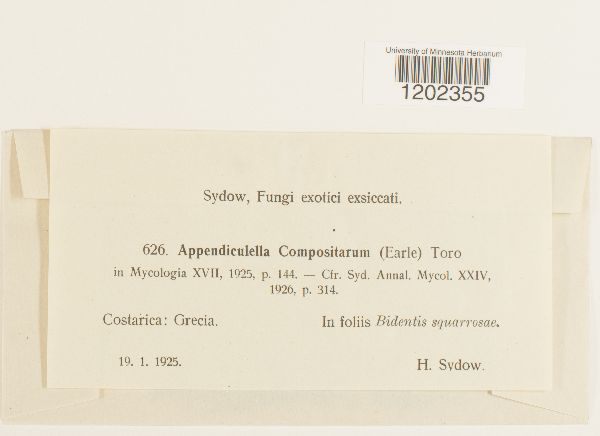 University of Minnesota Herbarium
1202355
Sydow, Fungi exotici exsiccati.
626. Appendiculella Compositarum (Earle) Toro
in Mycologia XVII, 1925, p. 144. — Cfr. Syd. Annal. Mycol. XXIV,
1926, p. 314.
Costarica: Grecia. In foliis Bidentis squarrosae.
19. 1. 1925. H. Sydow.